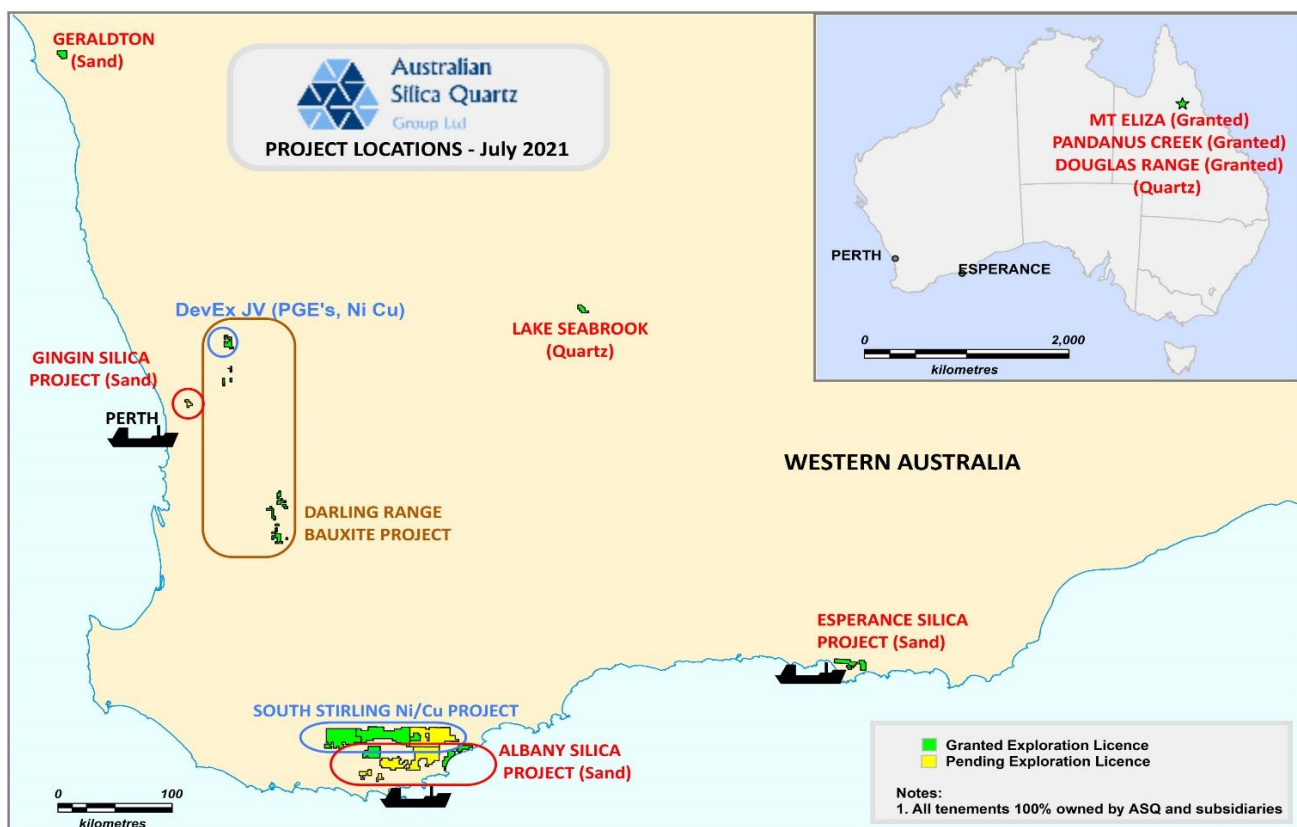 GERALDTON
(Sand)
Australian
Silica Quartz
Group Ltd
PROJECT LOCATIONS - July 2021
MT ELIZA (Granted)
PANDANUS CREEK (Granted)
DOUGLAS RANGE (Granted)
(Quartz)
PERTH
ESPERANCE
0 2,000
kilometres
DevEx JV (PGE's, Ni Cu)
LAKE SEABROOK
(Quartz)
GINGIN SILICA
PROJECT (Sand)
PERTH
WESTERN AUSTRALIA
DARLING RANGE
BAUXITE PROJECT
ESPERANCE SILICA
PROJECT (Sand)
SOUTH STIRLING Ni/Cu PROJECT
ALBANY SILICA
PROJECT (Sand)
Granted Exploration Licence
Pending Exploration Licence
Notes:
1. All tenements 100% owned by ASQ and subsidiaries
0 100
kilometres